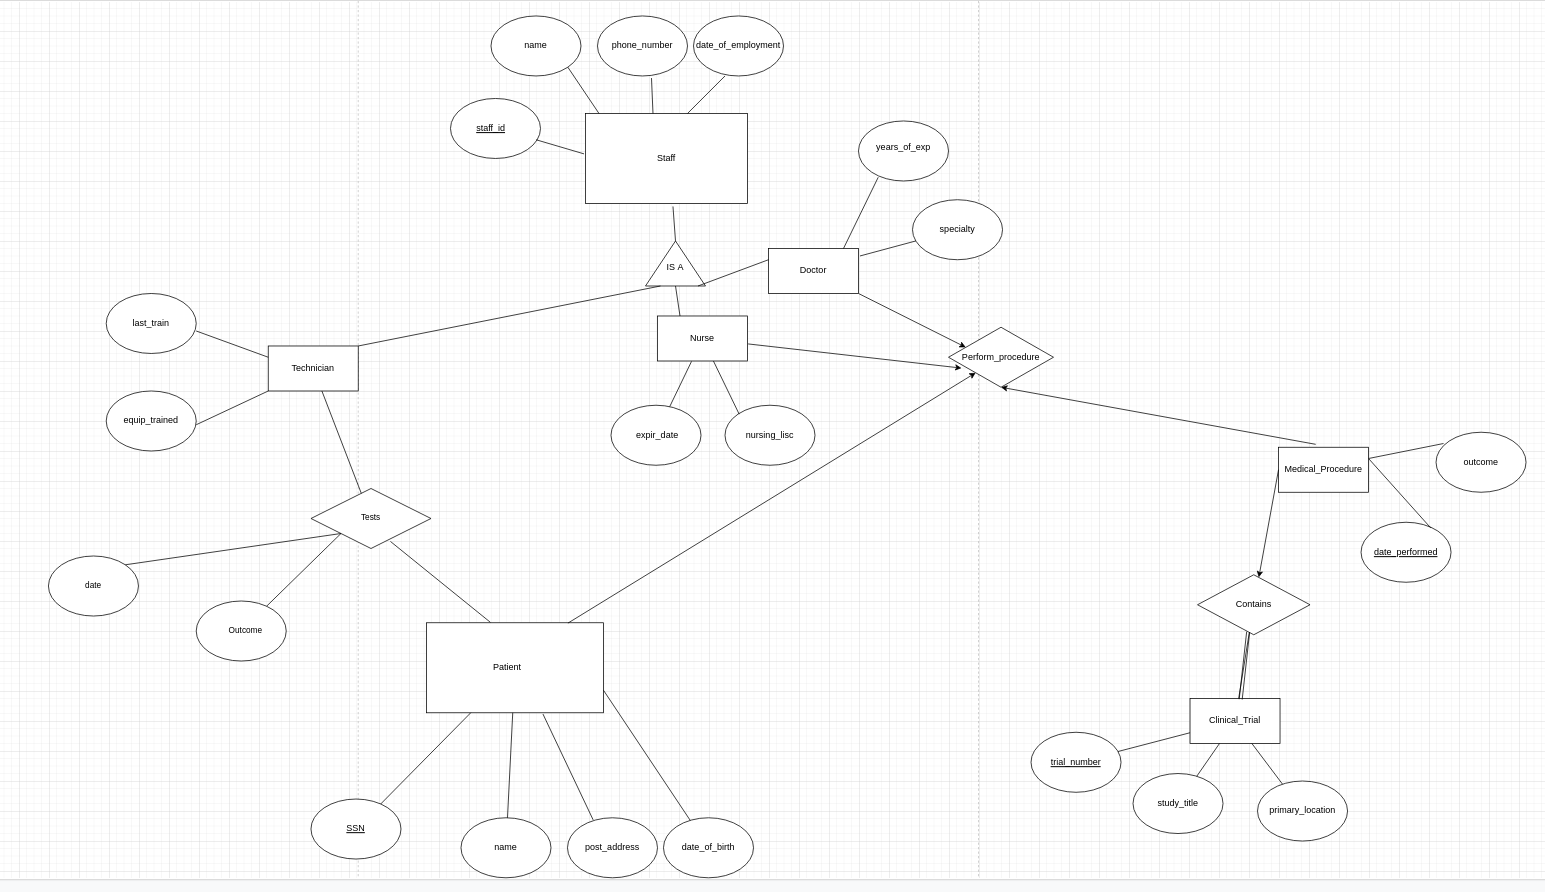 name
phone_number
date_of_employment
staff_id
Staff
years_of_exp
specialty
IS A
Doctor
last_train
Nurse
Technician
Perform_procedure
equip_trained
expir_date
nursing_lisc
Medical_Procedure
outcome
Tests
date_performed
date
Contains
Outcome
Patient
Clinical_Trial
trial_number
study_title
primary_location
SSN
name
post_address
date_of_birth